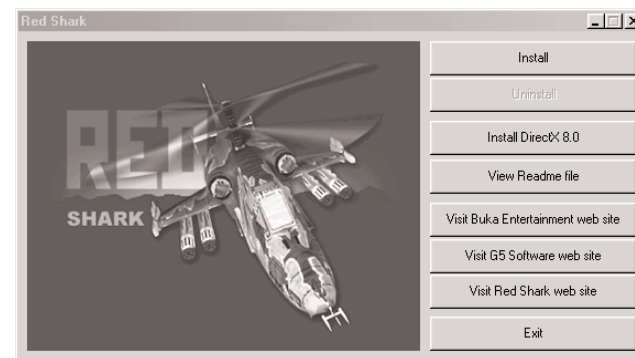 Red Shark
RED
SHARK
Install
Uninstall
Install DirectX 8.0
View Readme file
Visit Buka Entertainment web site
Visit G5 Software web site
Visit Red Shark web site
Exit